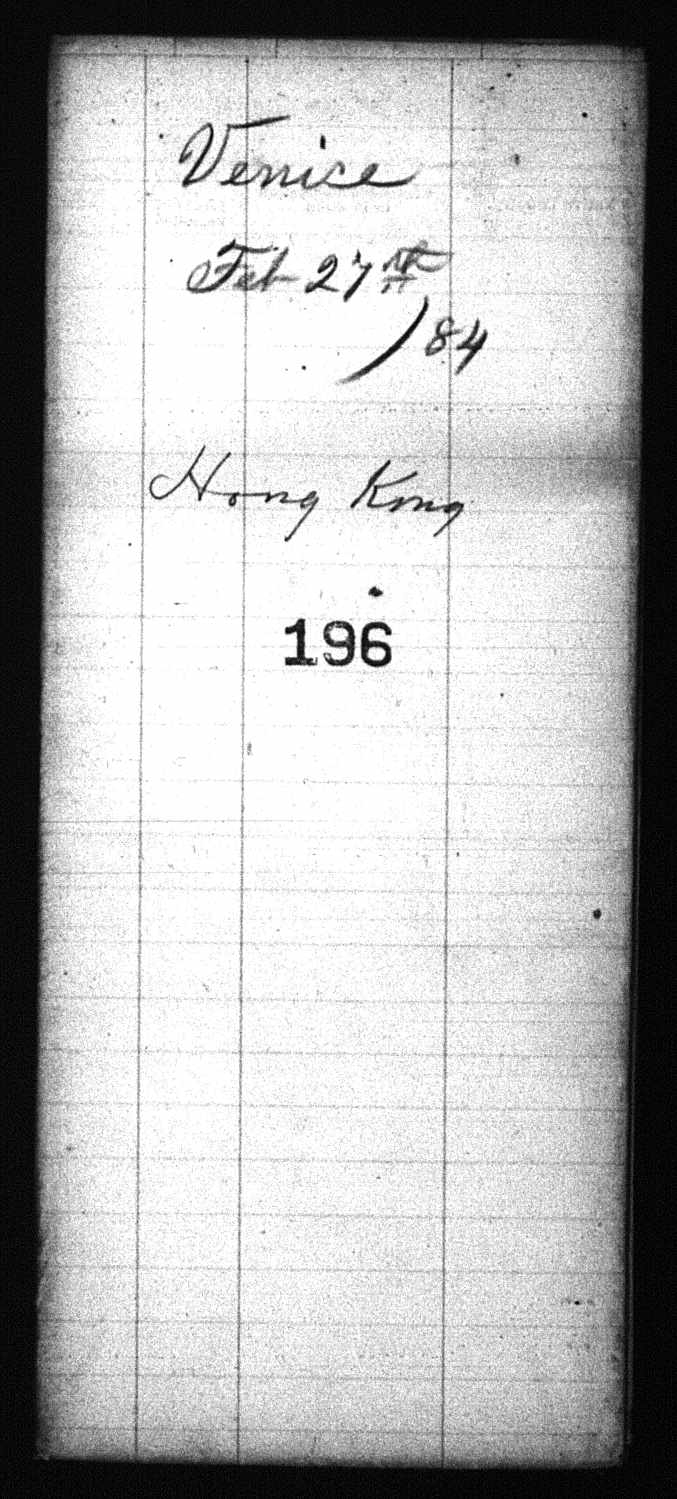 Venice
Feb 27th
/84
Hong Kong
196